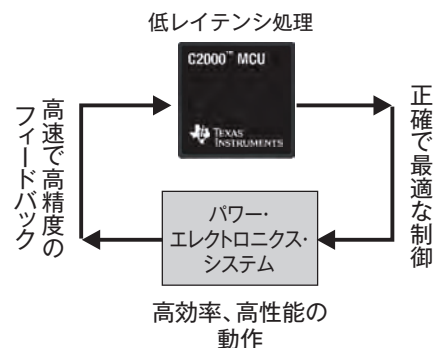 低レイテンシ処理
C2000™ MCU
TEXAS
INSTRUMENTS
高速で高精度の
フィードバック
正確で最適な制御
パワー・
エレクトロニクス・
システム
高効率、高性能の
動作